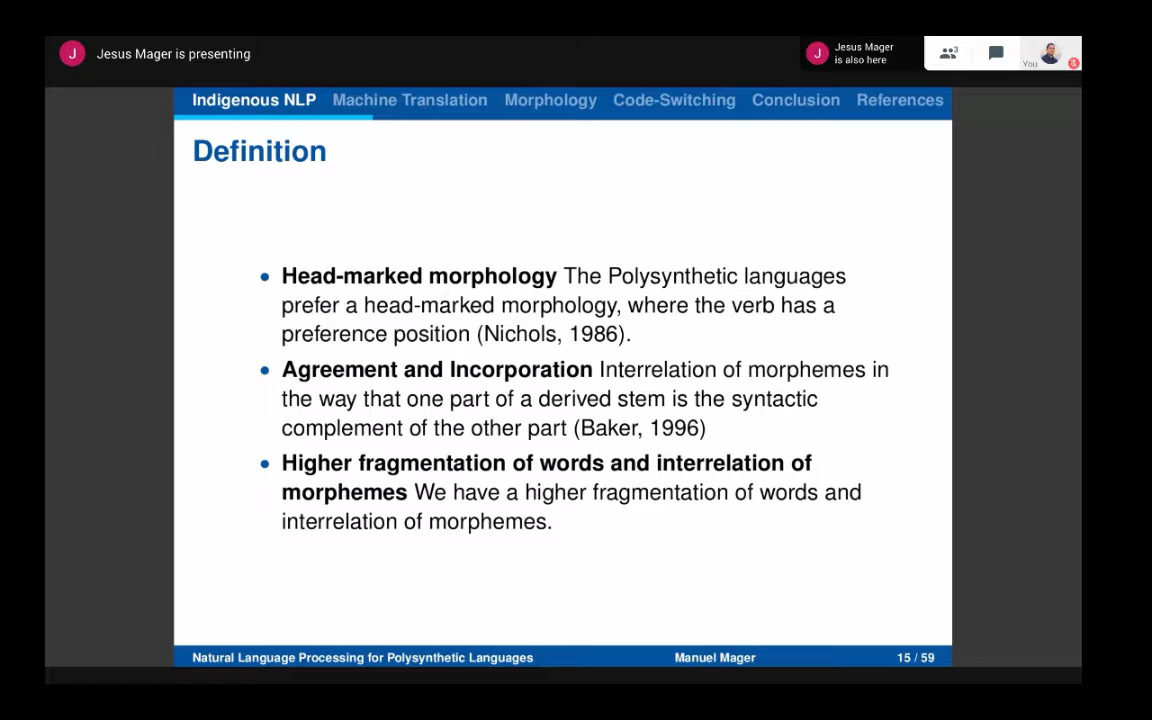 J Jesus Mager is presenting
J Jesus Mager
is also here
3
You
Indigenous NLP Machine Translation Morphology Code-Switching Conclusion References
Definition
• Head-marked morphology The Polysynthetic languages
prefer a head-marked morphology, where the verb has a
preference position (Nichols, 1986).
• Agreement and Incorporation Interrelation of morphemes in
the way that one part of a derived stem is the syntactic
complement of the other part (Baker, 1996)
• Higher fragmentation of words and interrelation of
morphemes We have a higher fragmentation of words and
interrelation of morphemes.
Natural Language Processing for Polysynthetic Languages Manuel Mager 15 / 59